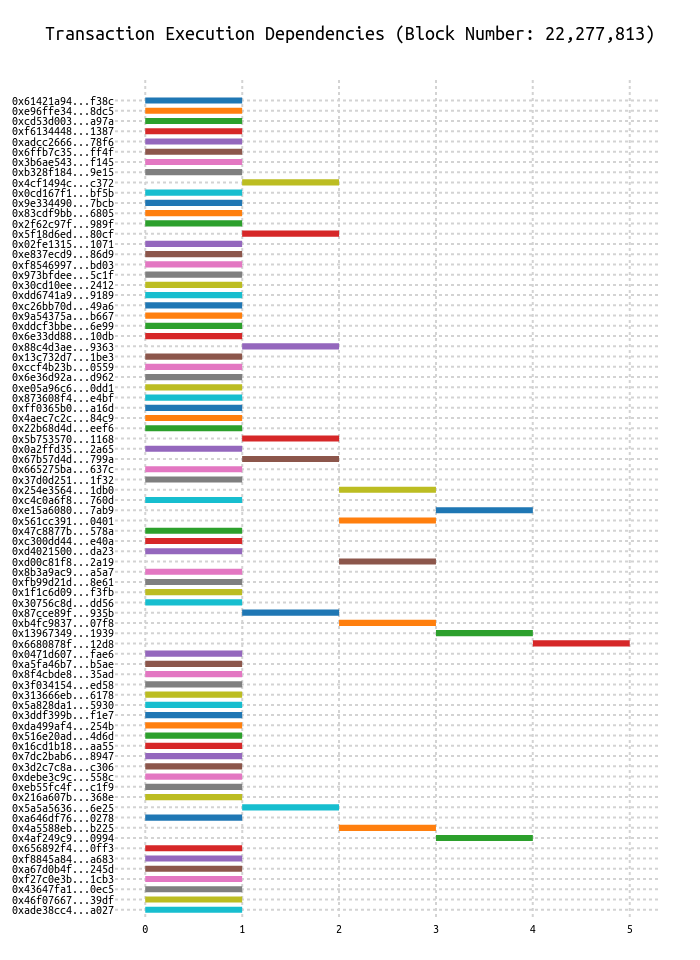 Transaction Execution Dependencies (Block Number: 22,277,813)
0x61421a94...f38c
0xe96ffe34...8dc5
0xcd53d003...a97a
0xf6134448...1387
0xadcc2666...78f6
0x6ffb7c35...ff4f
0x3b6ae543...f145
0xb328f184...9e15
0x4cf1494c...c372
0x0cd167f1...bf5b
0x9e334490...7bcb
0x83cdf9bb...6805
0x2f62c97f...989f
0x5f18d6ed...80cf
0x02fe1315...1071
0xe837ecd9...86d9
0xf8546997...bd03
0x973bfdee...5c1f
0x30cd10ee...2412
0xdd6741a9...9189
0xc26bb70d...49a6
0x9a54375a...b667
0xddcf3bbe...6e99
0x6e33dd88...10db
0x88c4d3ae...9363
0x13c732d7...1be3
0xccf4b23b...0559
0x6e36d92a...d962
0xe05a96c6...0dd1
0x873608f4...e4bf
0xff0365b0...a16d
0x4aec7c2c...84c9
0x22b68d4d...eef6
0x5b753570...1168
0x0a2ffd35...2a65
0x67b57d4d...799a
0x665275ba...637c
0x37d0d251...1f32
0x254e3564...1db0
0xc4c0a6f8...760d
0xe15a6080...7ab9
0x561cc391...0401
0x47c8877b...578a
0xc300dd44...e40a
0xd4021500...da23
0xd00c81f8...2a19
0x8b3a9ac9...a5a7
0xfb99d21d...8e61
0x1f1c6d09...f3fb
0x30756c8d...dd56
0x87cce89f...935b
0xb4fc9837...07f8
0x13967349...1939
0x6680878f...12d8
0x0471d607...fae6
0xa5fa46b7...b5ae
0x8f4cbde8...35ad
0x3f034154...ed58
0x313666eb...6178
0x5a828da1...5930
0x3ddf399b...f1e7
0xda499af4...254b
0x516e20ad...4d6d
0x16cd1b18...aa55
0x7dc2bab6...8947
0x3d2c7c8a...c306
0xdebe3c9c...558c
0xeb55fc4f...c1f9
0x216a607b...368e
0x5a5a5636...6e25
0xa646df76...0278
0x4a5588eb...b225
0x4af249c9...0994
0x656892f4...0ff3
0xf8845a84...a683
0xa67d0b4f...245d
0xf27c0e3b...1cb3
0x43647fa1...0ec5
0x46f07667...39df
0xade38cc4...a027
0 1 2 3 4 5